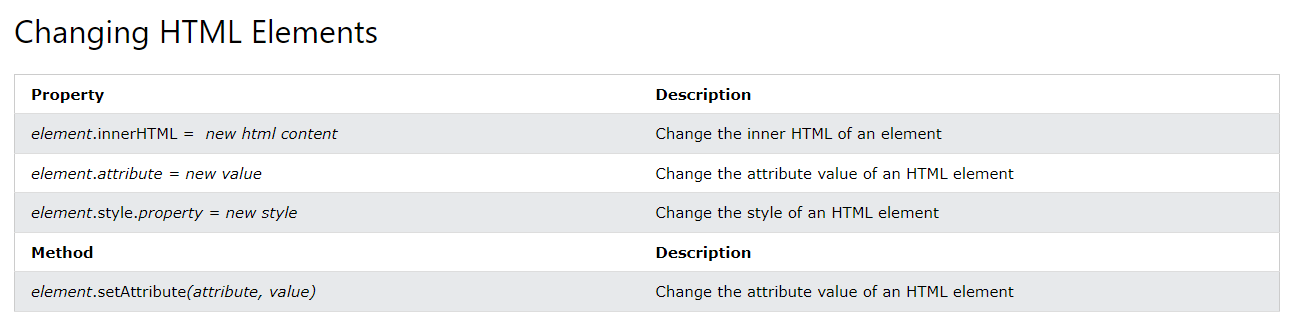 Changing HTML Elements
Property Description
element.innerHTML =  new html content Change the inner HTML of an element
element.attribute = new value Change the attribute value of an HTML element
element.style.property = new style Change the style of an HTML element
Method Description
element.setAttribute(attribute, value) Change the attribute value of an HTML element